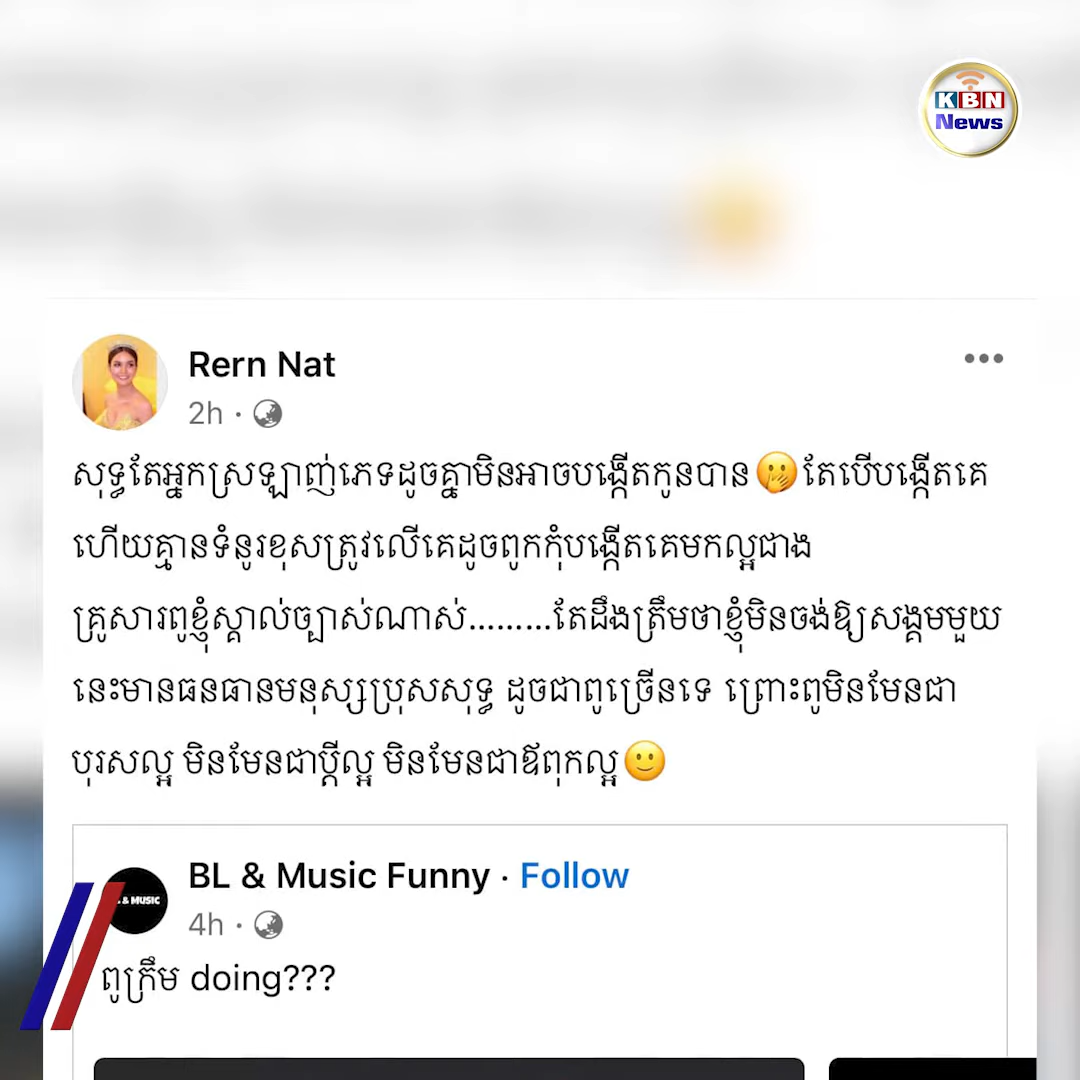 KBN
News
Rern Nat
2h ·
សុទ្ធតែអ្នកស្រឡាញ់ភេទដូចគ្នាមិនអាចបង្កើតកូនបាន🤭តែបើបង្កើតគេ
ហើយគ្មានទំនួរខុសត្រូវលើគេដូចពូកកុំបង្កើតគេមកល្អជាង
គ្រូសារពូខ្ញុំស្គាល់ច្បាស់ណាស់.........តែដឹងត្រឹមថាខ្ញុំមិនចង់ឱ្យសង្គមមួយ
នេះមានធនធានមនុស្សប្រុសសុទ្ធ ដូចជាពូច្រើនទេ ព្រោះពូមិនមែនជា
បុរសល្អ មិនមែនជាប្ដីល្អ មិនមែនជាឪពុកល្អ🙂
BL & Music Funny · Follow
& MUSIC
4h ·
ពូក្រឹម doing???